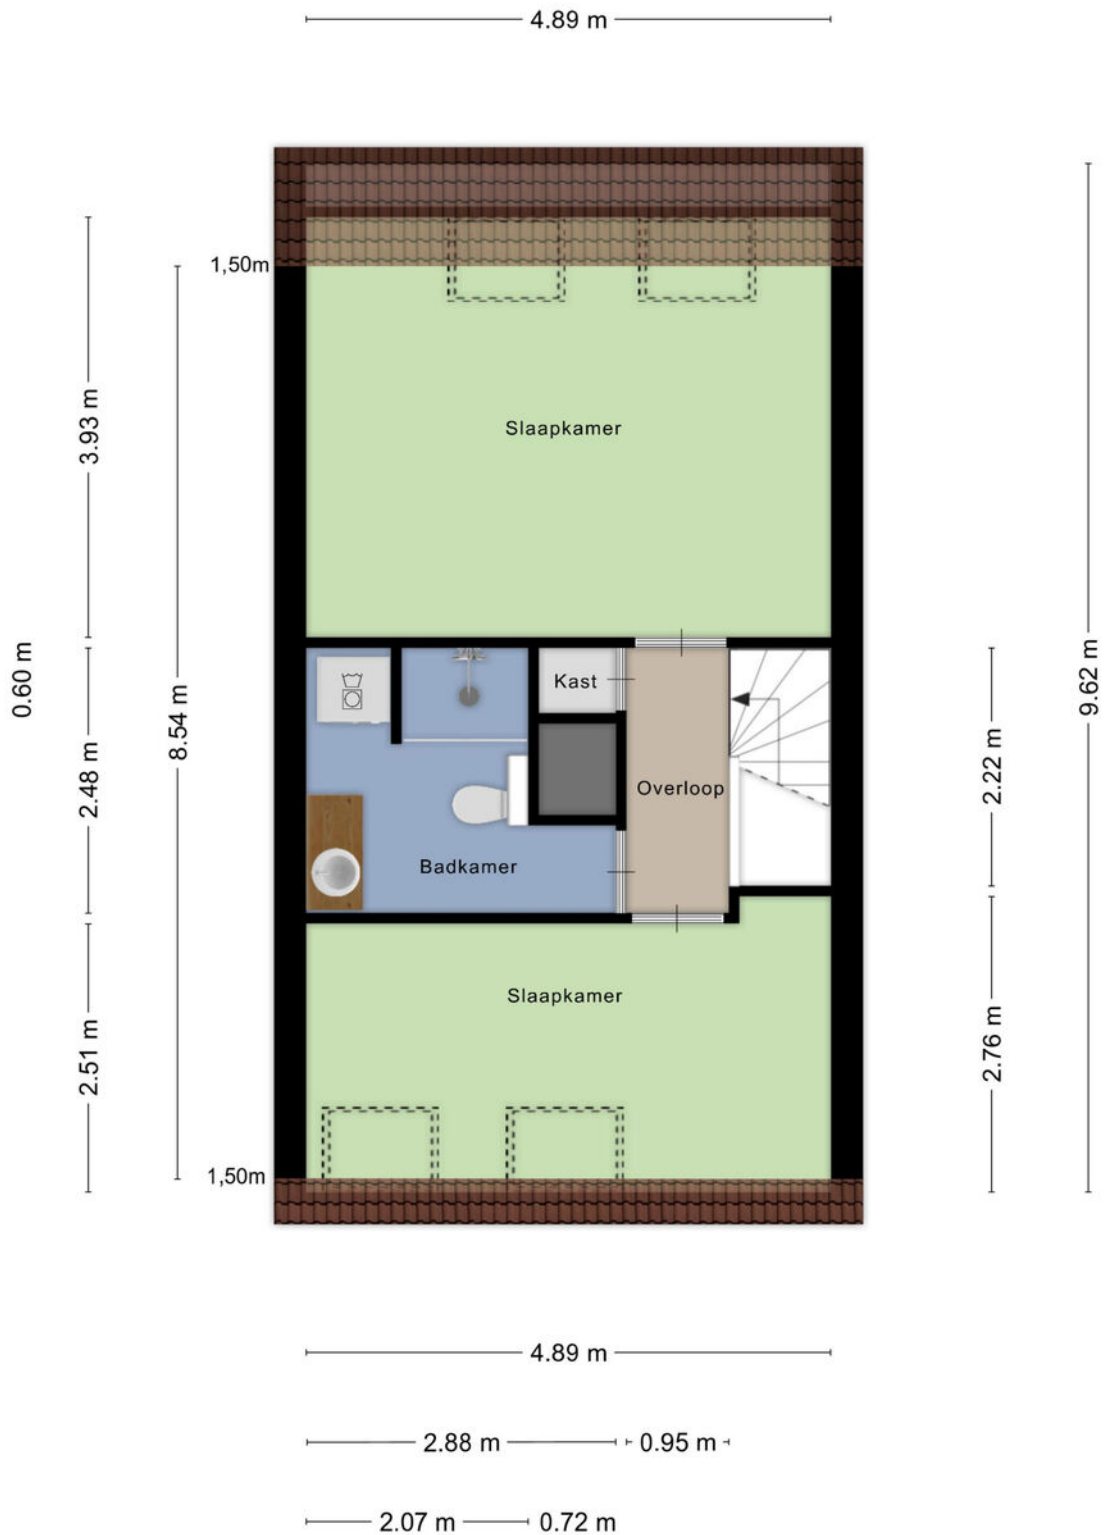 4.89 m
1,50m
3.93 m
Slaapkamer
0.60 m
9.62 m
Kast
8.54 m
2.48 m
2.22 m
Overloop
Badkamer
Slaapkamer
2.51 m
2.76 m
1,50m
4.89 m
2.88 m
0.95 m
2.07 m
0.72 m